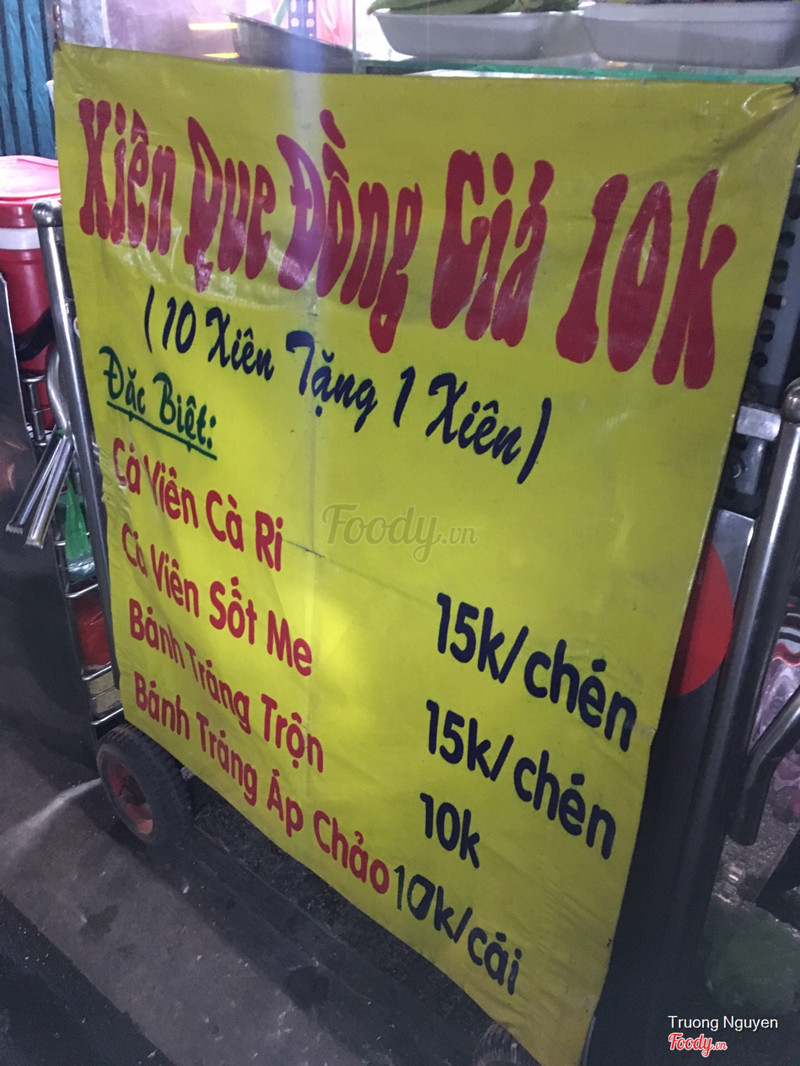 Xiên Que Đồng Giá 10k
(10 Xiên Tặng 1 Xiên)
Đặc Biệt:
Cá Viên Cà Ri 15k/chén
Cá Viên Sốt Me 15k/chén
Bánh Tráng Trộn 10k
Bánh Tráng Áp Chảo 10k/cái
Foody.vn
Truong Nguyen
Foody.vn